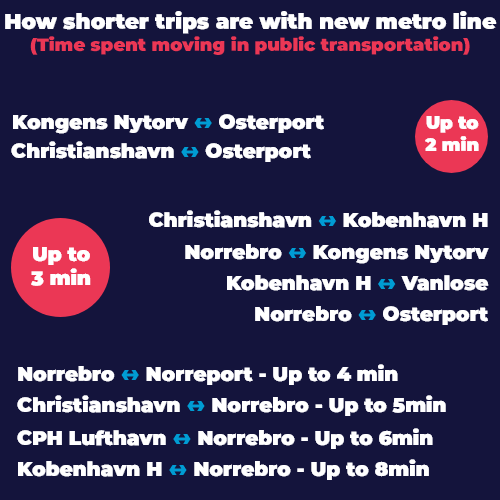 How shorter trips are with new metro line
(Time spent moving in public transportation)
Kongens Nytorv ↔ Osterport
Christianshavn ↔ Osterport
Up to
2 min
Up to
3 min
Christianshavn ↔ Kobenhavn H
Norrebro ↔ Kongens Nytorv
Kobenhavn H ↔ Vanlose
Norrebro ↔ Osterport
Norrebro ↔ Norreport - Up to 4 min
Christianshavn ↔ Norrebro - Up to 5min
CPH Lufthavn ↔ Norrebro - Up to 6min
Kobenhavn H ↔ Norrebro - Up to 8min